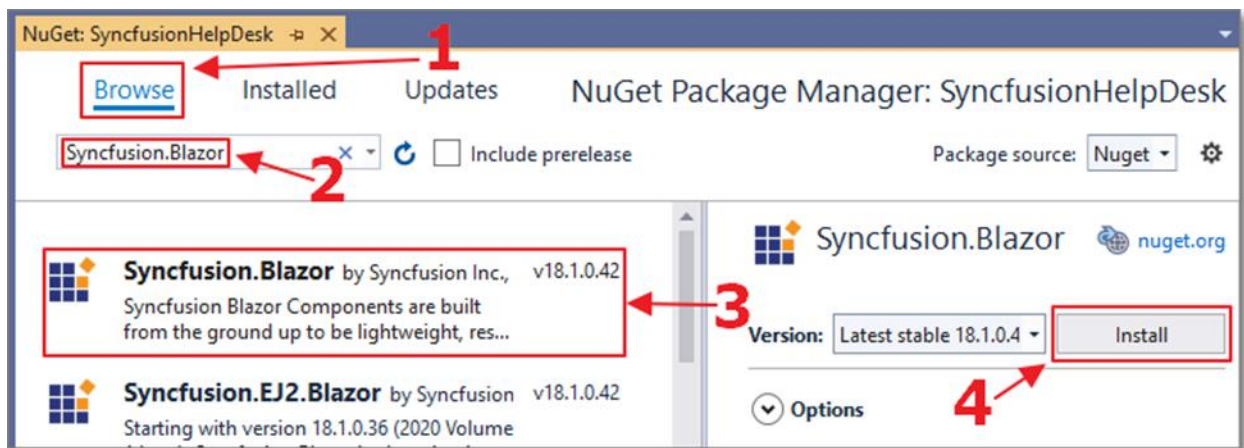 NuGet: SyncfusionHelpDesk
1
Browse Installed Updates NuGet Package Manager: SyncfusionHelpDesk
Syncfusion.Blazor Include prerelease Package source: Nuget
2
Syncfusion.Blazor by Syncfusion Inc., v18.1.0.42
Syncfusion Blazor Components are built
from the ground up to be lightweight, res...
3
Syncfusion.EJ2.Blazor by Syncfusion v18.1.0.42
Starting with version 18.1.0.36 (2020 Volume
Syncfusion.Blazor nuget.org
Version: Latest stable 18.1.0.4 Install
4
Options